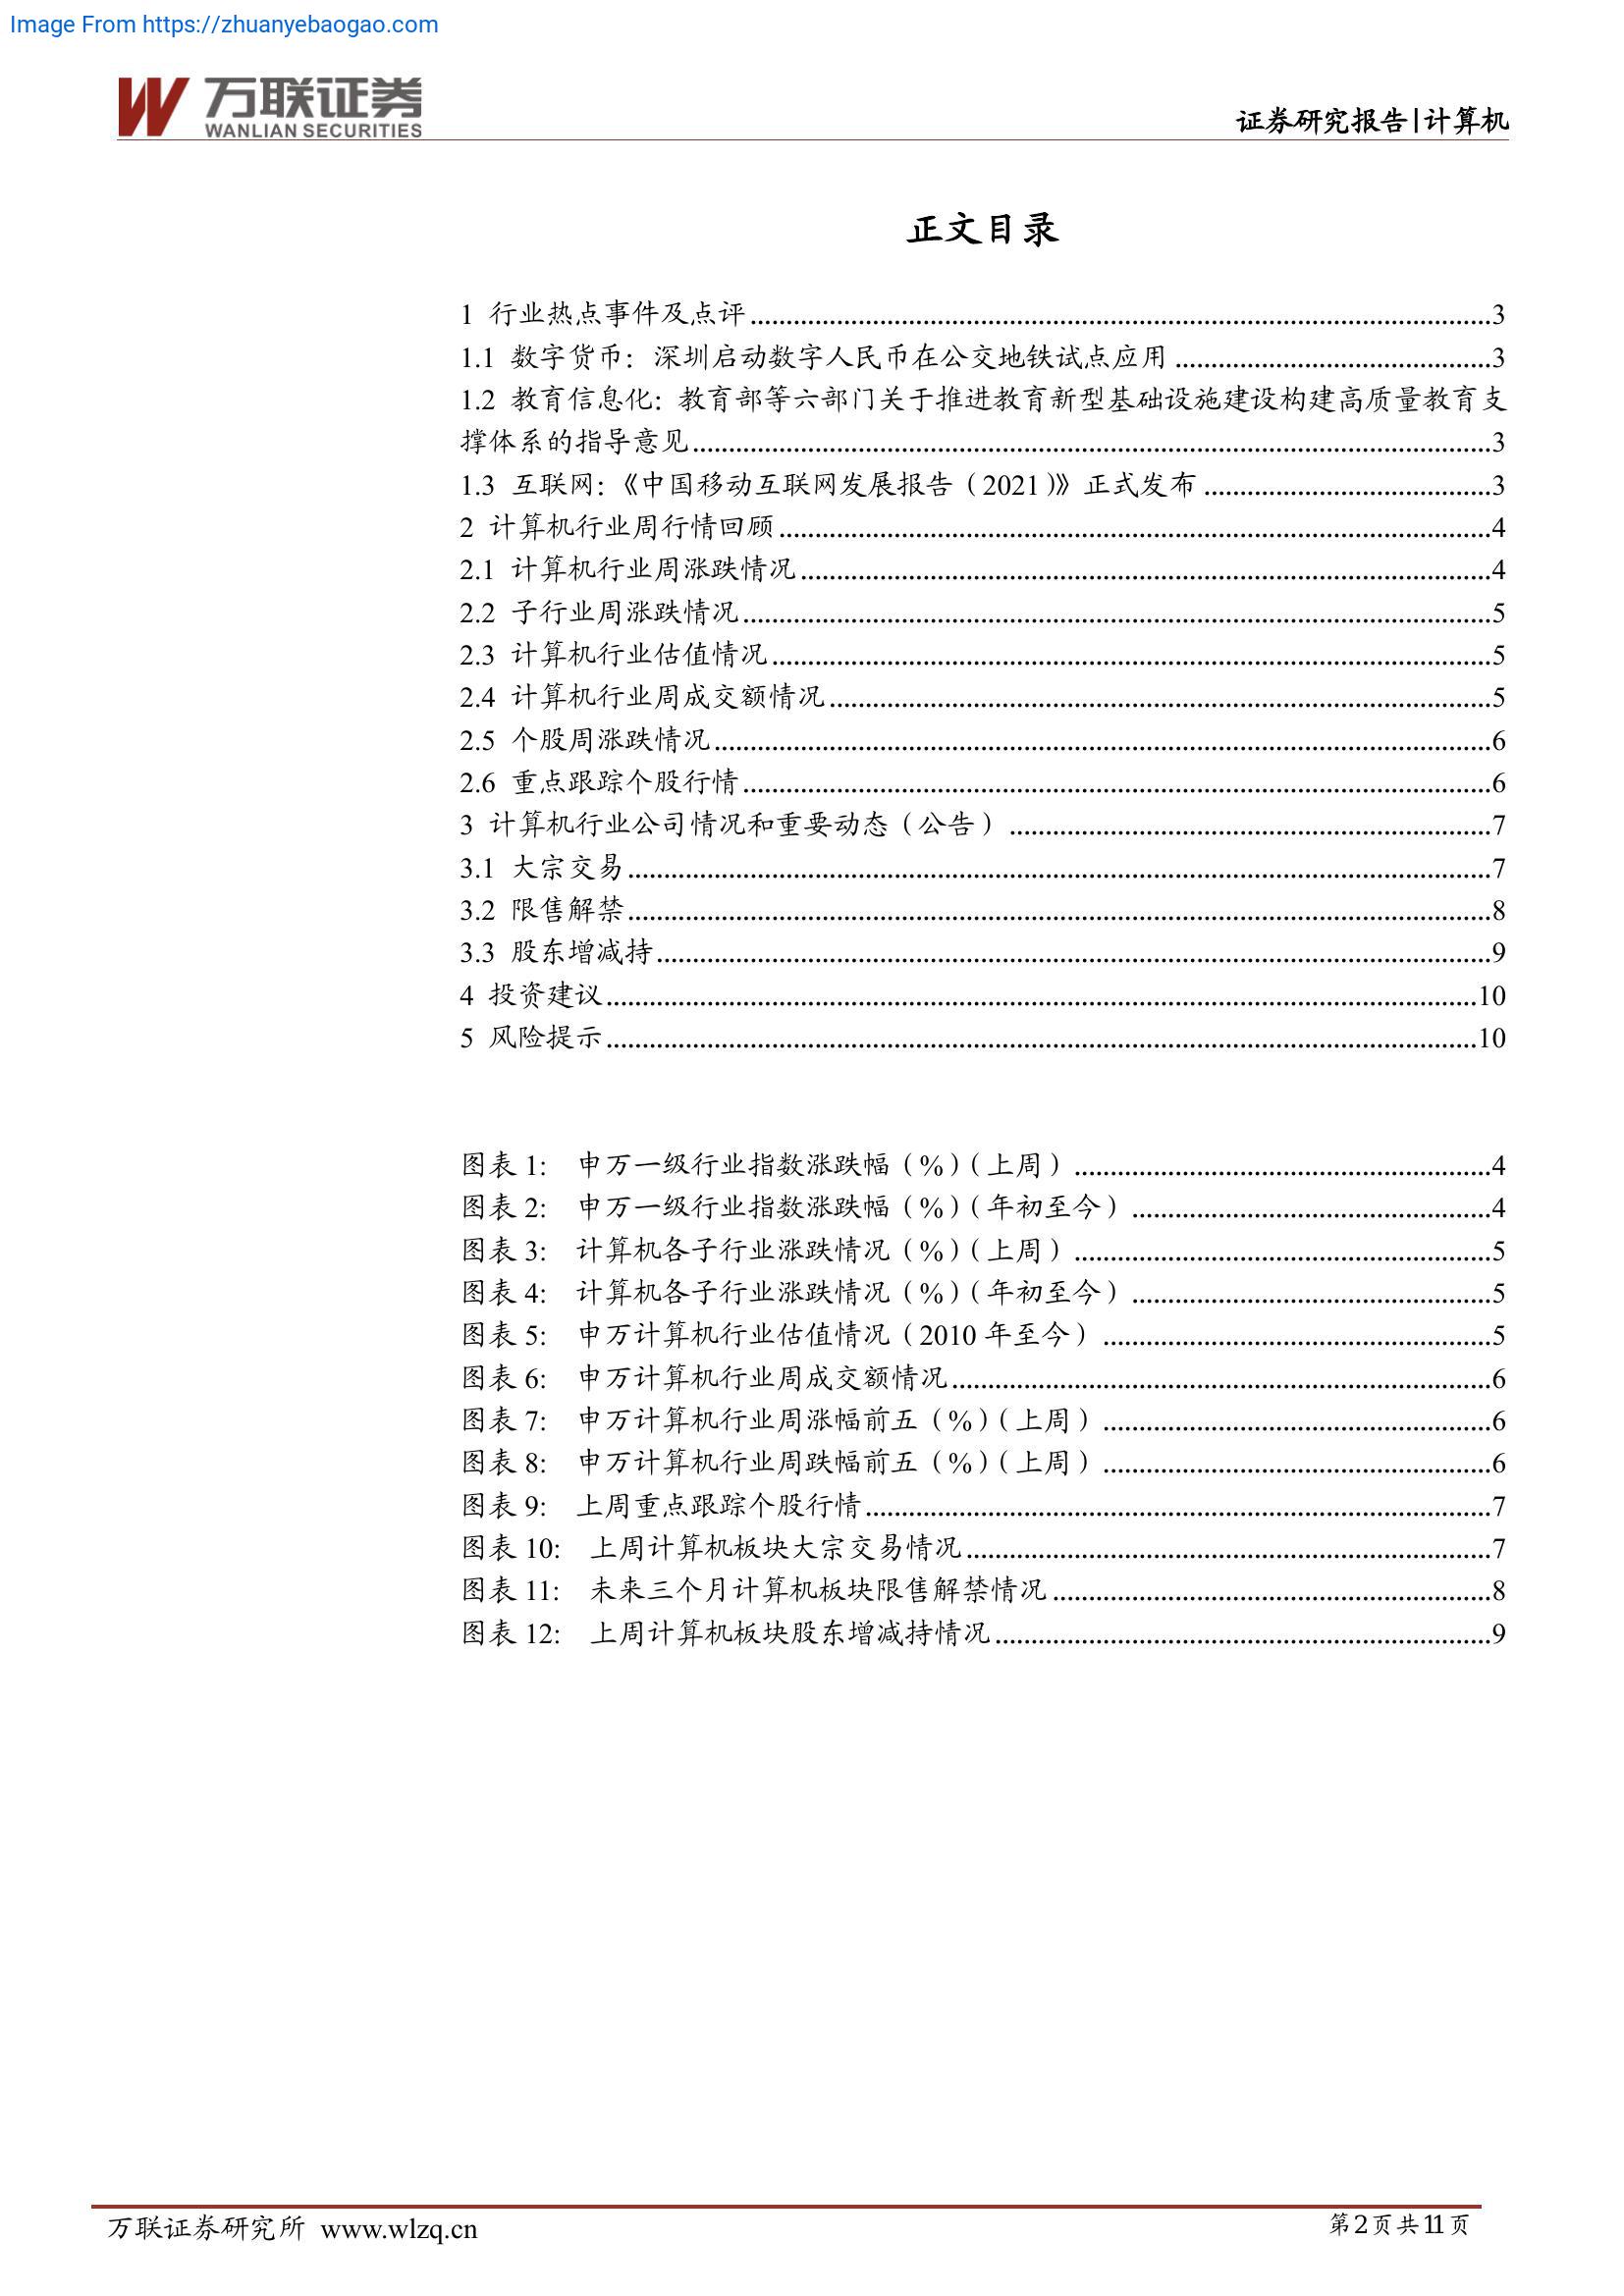 Image From https://zhuanyebaogao.com
万联证券
WANLIAN SECURITIES
证券研究报告|计算机
正文目录
1 行业热点事件及点评........3
1.1 数字货币：深圳启动数字人民币在公交地铁试点应用........3
1.2 教育信息化：教育部等六部门关于推进教育新型基础设施建设构建高质量教育支
撑体系的指导意见........3
1.3 互联网：《中国移动互联网发展报告（2021）》正式发布........3
2 计算机行业周行情回顾........4
2.1 计算机行业周涨跌情况........4
2.2 子行业周涨跌情况........5
2.3 计算机行业估值情况........5
2.4 计算机行业周成交额情况........5
2.5 个股周涨跌情况........6
2.6 重点跟踪个股行情........6
3 计算机行业公司情况和重要动态（公告）........7
3.1 大宗交易........7
3.2 限售解禁........8
3.3 股东增减持........9
4 投资建议........10
5 风险提示........10
图表 1： 申万一级行业指数涨跌幅（%）（上周）........4
图表 2： 申万一级行业指数涨跌幅（%）（年初至今）........4
图表 3： 计算机各子行业涨跌情况（%）（上周）........5
图表 4： 计算机各子行业涨跌情况（%）（年初至今）........5
图表 5： 申万计算机行业估值情况（2010 年至今）........5
图表 6： 申万计算机行业周成交额情况........6
图表 7： 申万计算机行业周涨幅前五（%）（上周）........6
图表 8： 申万计算机行业周跌幅前五（%）（上周）........6
图表 9： 上周重点跟踪个股行情........7
图表 10： 上周计算机板块大宗交易情况........7
图表 11： 未来三个月计算机板块限售解禁情况........8
图表 12： 上周计算机板块股东增减持情况........9
万联证券研究所 www.wlzq.cn
第 2 页 共 11 页